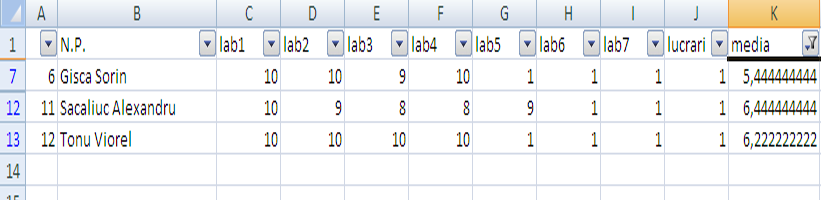 A B C D E F G H I J K
1 N.P. lab1 lab2 lab3 lab4 lab5 lab6 lab7 lucrari media
7 6 Gisca Sorin 10 10 9 10 1 1 1 1 5,444444444
12 11 Sacaliuc Alexandru 10 9 8 8 9 1 1 1 6,444444444
13 12 Tonu Viorel 10 10 10 10 1 1 1 1 6,222222222
14
15